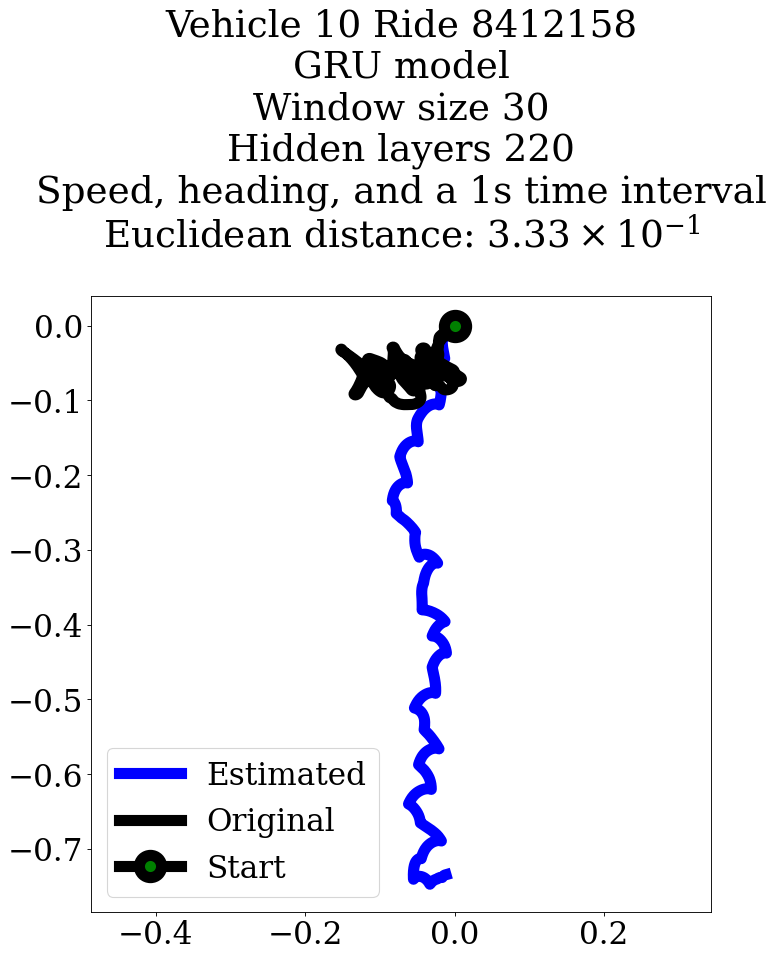 Vehicle 10 Ride 8412158
GRU model
Window size 30
Hidden layers 220
Speed, heading, and a 1s time interval
Euclidean distance: 3.33 × 10⁻¹
0.0
−0.1
−0.2
−0.3
−0.4
−0.5
−0.6
−0.7
Estimated
Original
Start
−0.4 −0.2 0.0 0.2